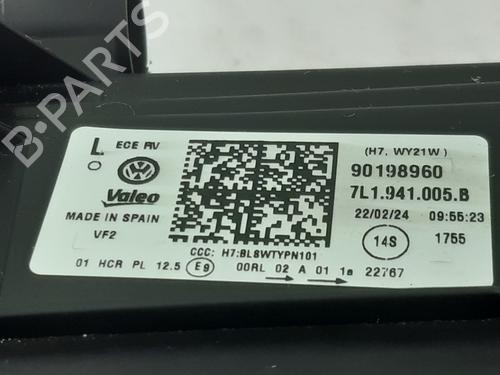 B-PARTS
L ECE RV (H7, WY21W)
90198960
Valeo 7L1.941.005.B
MADE IN SPAIN 22/02/24 09:55:23
VF2 14S 1755
CCC: H7:BL8WTYPN101
01 HCR PL 12.5 E9 00RL 02 A 01 1a 22767